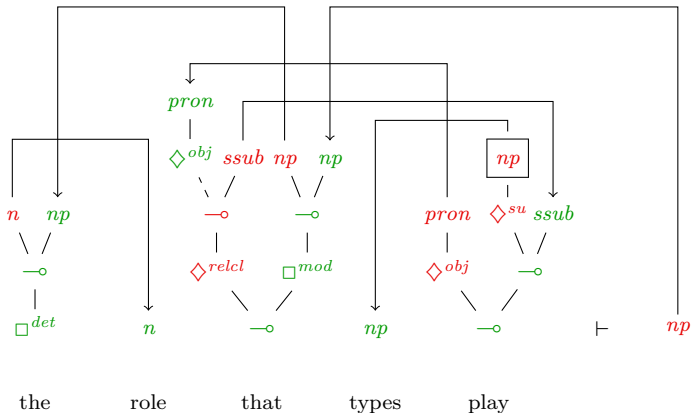 pron
◇obj ssub np np np
n np ⊸ ⊸ pron ◇su ssub
⊸ ◇relcl □mod ◇obj ⊸
□det n ⊸ np ⊸ ⊢ np
the role that types play